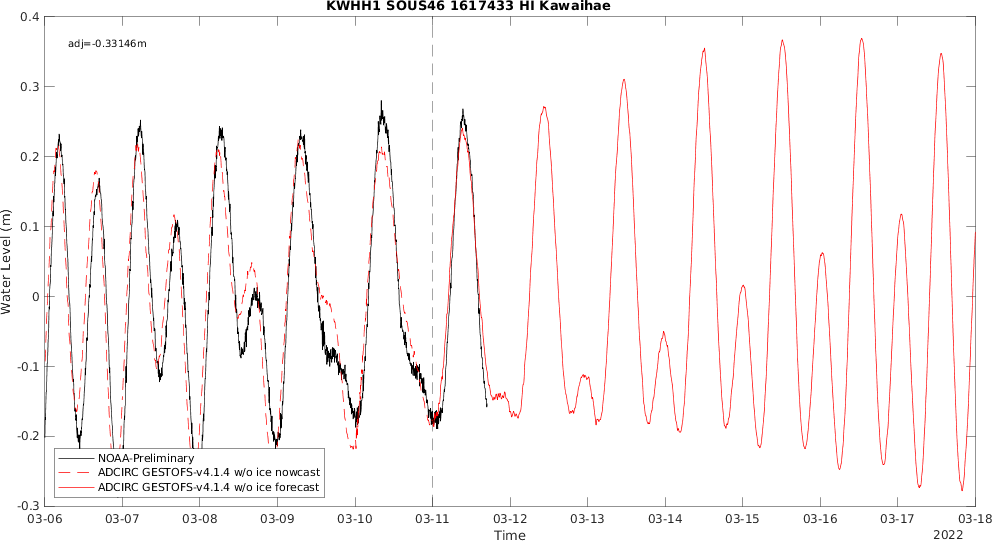 KWHH1 SOUS46 1617433 HI Kawaihae
adj=-0.33146m
Water Level (m)
0.4
0.3
0.2
0.1
0
-0.1
-0.2
-0.3
NOAA-Preliminary
ADCIRC GESTOFS-v4.1.4 w/o ice nowcast
ADCIRC GESTOFS-v4.1.4 w/o ice forecast
03-06 03-07 03-08 03-09 03-10 03-11 03-12 03-13 03-14 03-15 03-16 03-17 03-18
Time
2022